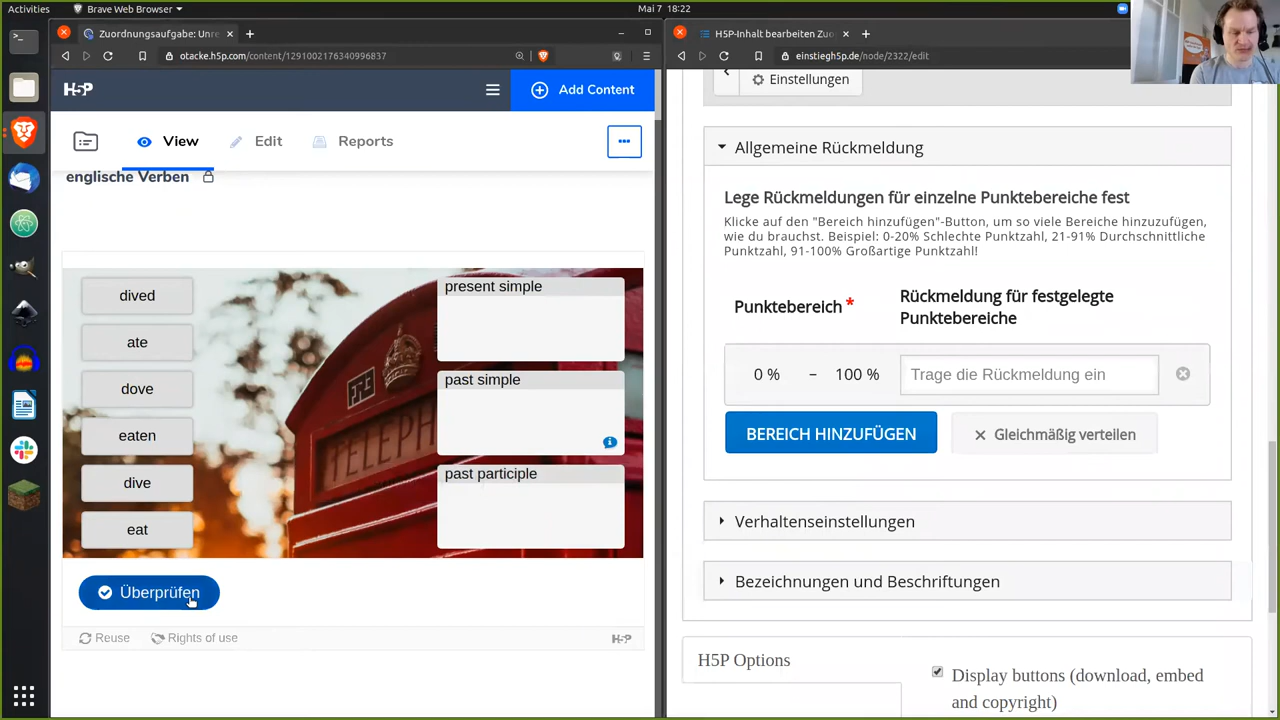 Activities
Brave Web Browser
Mai 7 18:22
Zuordnungsaufgabe: Unre
otacke.h5p.com/content/1291002176340996837
H5P
Add Content
View
Edit
Reports
englische Verben
dived
ate
dove
eaten
dive
eat
present simple
past simple
past participle
TELEPH
Überprüfen
Reuse
Rights of use
H5P
H5P-Inhalt bearbeiten Zuo
einstiegh5p.de/node/2322/edit
Einstellungen
Allgemeine Rückmeldung
Lege Rückmeldungen für einzelne Punktebereiche fest
Klicke auf den "Bereich hinzufügen"-Button, um so viele Bereiche hinzuzufügen,
wie du brauchst. Beispiel: 0-20% Schlechte Punktzahl, 21-91% Durchschnittliche
Punktzahl, 91-100% Großartige Punktzahl!
Punktebereich *
Rückmeldung für festgelegte
Punktebereiche
0 % – 100 %
Trage die Rückmeldung ein
BEREICH HINZUFÜGEN
Gleichmäßig verteilen
Verhaltenseinstellungen
Bezeichnungen und Beschriftungen
H5P Options
Display buttons (download, embed
and copyright)